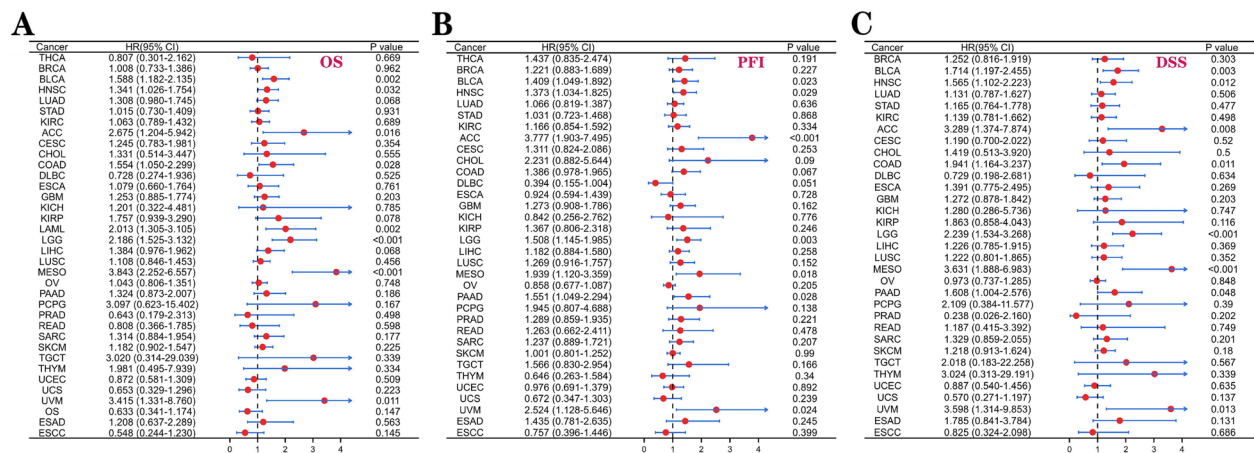 A
Cancer HR(95% CI) P value
OS
THCA 0.807 (0.301-2.162) 0.669
BRCA 1.008 (0.733-1.386) 0.962
BLCA 1.588 (1.182-2.135) 0.002
HNSC 1.341 (1.026-1.754) 0.032
LUAD 1.308 (0.980-1.745) 0.068
STAD 1.015 (0.730-1.409) 0.931
KIRC 1.063 (0.789-1.432) 0.689
ACC 2.675 (1.204-5.942) 0.016
CESC 1.245 (0.783-1.981) 0.354
CHOL 1.331 (0.514-3.447) 0.555
COAD 1.554 (1.050-2.299) 0.028
DLBC 0.728 (0.274-1.936) 0.525
ESCA 1.079 (0.660-1.764) 0.761
GBM 1.253 (0.885-1.774) 0.203
KICH 1.201 (0.322-4.481) 0.785
KIRP 1.757 (0.939-3.290) 0.078
LAML 2.013 (1.305-3.105) 0.002
LGG 2.186 (1.525-3.132) <0.001
LIHC 1.384 (0.976-1.962) 0.068
LUSC 1.108 (0.846-1.453) 0.456
MESO 3.843 (2.252-6.557) <0.001
OV 1.043 (0.806-1.351) 0.748
PAAD 1.324 (0.873-2.007) 0.186
PCPG 3.097 (0.623-15.402) 0.167
PRAD 0.643 (0.179-2.313) 0.498
READ 0.808 (0.366-1.785) 0.598
SARC 1.314 (0.884-1.954) 0.177
SKCM 1.182 (0.902-1.547) 0.225
TGCT 3.020 (0.314-29.039) 0.339
THYM 1.981 (0.495-7.939) 0.334
UCEC 0.872 (0.581-1.309) 0.509
UCS 0.653 (0.329-1.296) 0.223
UVM 3.415 (1.331-8.760) 0.011
OS 0.633 (0.341-1.174) 0.147
ESAD 1.208 (0.637-2.289) 0.563
ESCC 0.548 (0.244-1.230) 0.145
0 1 2 3 4
B
Cancer HR(95% CI) P value
PFI
THCA 1.437 (0.835-2.474) 0.191
BRCA 1.221 (0.883-1.689) 0.227
BLCA 1.409 (1.049-1.892) 0.023
HNSC 1.373 (1.034-1.825) 0.029
LUAD 1.066 (0.819-1.387) 0.636
STAD 1.031 (0.723-1.468) 0.868
KIRC 1.166 (0.854-1.592) 0.334
ACC 3.777 (1.903-7.495) <0.001
CESC 1.311 (0.824-2.086) 0.253
CHOL 2.231 (0.882-5.644) 0.09
COAD 1.386 (0.978-1.965) 0.067
DLBC 0.394 (0.155-1.004) 0.051
ESCA 0.924 (0.594-1.439) 0.728
GBM 1.273 (0.908-1.786) 0.162
KICH 0.842 (0.256-2.762) 0.776
KIRP 1.367 (0.806-2.318) 0.246
LGG 1.508 (1.145-1.985) 0.003
LIHC 1.182 (0.884-1.580) 0.258
LUSC 1.269 (0.916-1.757) 0.152
MESO 1.939 (1.120-3.359) 0.018
OV 0.858 (0.677-1.087) 0.205
PAAD 1.551 (1.049-2.294) 0.028
PCPG 1.945 (0.807-4.688) 0.138
PRAD 1.289 (0.859-1.935) 0.221
READ 1.263 (0.662-2.411) 0.478
SARC 1.237 (0.889-1.721) 0.207
SKCM 1.001 (0.801-1.252) 0.99
TGCT 1.566 (0.830-2.954) 0.166
THYM 0.646 (0.263-1.584) 0.34
UCEC 0.976 (0.691-1.379) 0.892
UCS 0.672 (0.347-1.303) 0.239
UVM 2.524 (1.128-5.646) 0.024
ESAD 1.435 (0.781-2.635) 0.245
ESCC 0.757 (0.396-1.446) 0.399
0 1 2 3 4
C
Cancer HR(95% CI) P value
DSS
BRCA 1.252 (0.816-1.919) 0.303
BLCA 1.714 (1.197-2.455) 0.003
HNSC 1.565 (1.102-2.223) 0.012
LUAD 1.131 (0.787-1.627) 0.506
STAD 1.165 (0.764-1.778) 0.477
KIRC 1.139 (0.781-1.662) 0.498
ACC 3.289 (1.374-7.874) 0.008
CESC 1.190 (0.700-2.022) 0.52
CHOL 1.419 (0.513-3.920) 0.5
COAD 1.941 (1.164-3.237) 0.011
DLBC 0.729 (0.198-2.681) 0.634
ESCA 1.391 (0.775-2.495) 0.269
GBM 1.272 (0.878-1.842) 0.203
KICH 1.280 (0.286-5.736) 0.747
KIRP 1.863 (0.858-4.043) 0.116
LGG 2.239 (1.534-3.268) <0.001
LIHC 1.226 (0.785-1.915) 0.369
LUSC 1.222 (0.801-1.865) 0.352
MESO 3.631 (1.888-6.983) <0.001
OV 0.973 (0.737-1.285) 0.848
PAAD 1.608 (1.004-2.576) 0.048
PCPG 2.109 (0.384-11.577) 0.39
PRAD 0.238 (0.026-2.160) 0.202
READ 1.187 (0.415-3.392) 0.749
SARC 1.329 (0.859-2.055) 0.201
SKCM 1.218 (0.913-1.624) 0.18
TGCT 2.018 (0.183-22.258) 0.567
THYM 3.024 (0.313-29.191) 0.339
UCEC 0.887 (0.540-1.456) 0.635
UCS 0.570 (0.271-1.197) 0.137
UVM 3.598 (1.314-9.853) 0.013
ESAD 1.785 (0.841-3.784) 0.131
ESCC 0.825 (0.324-2.098) 0.686
0 1 2 3 4